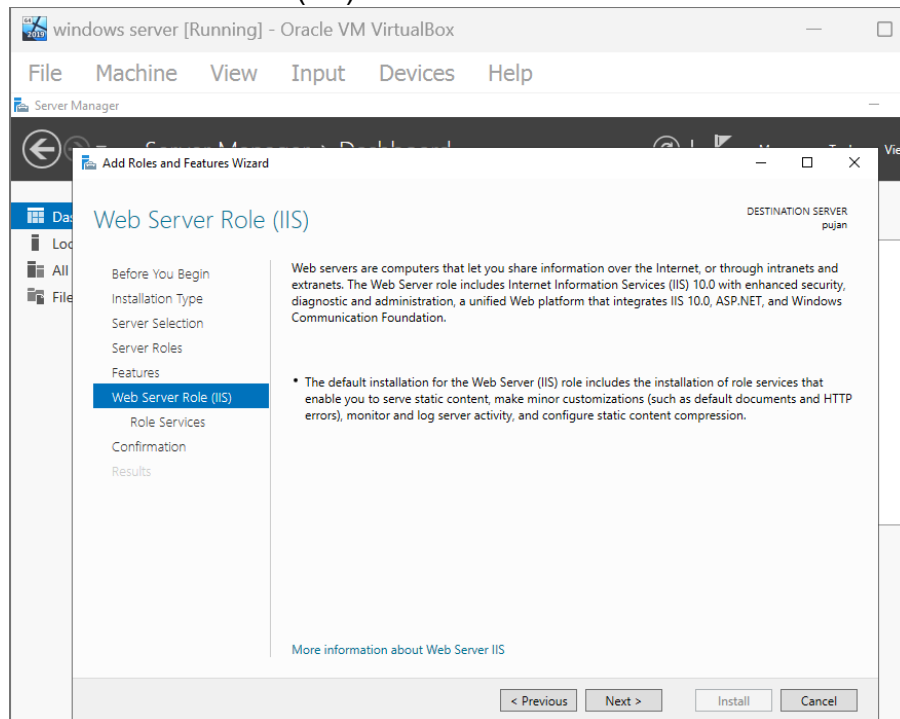 (IIS)
windows server [Running] - Oracle VM VirtualBox
File Machine View Input Devices Help
Server Manager
Add Roles and Features Wizard
Web Server Role (IIS)
DESTINATION SERVER
pujan
Before You Begin
Installation Type
Server Selection
Server Roles
Features
Web Server Role (IIS)
Role Services
Confirmation
Results
Web servers are computers that let you share information over the Internet, or through intranets and
extranets. The Web Server role includes Internet Information Services (IIS) 10.0 with enhanced security,
diagnostic and administration, a unified Web platform that integrates IIS 10.0, ASP.NET, and Windows
Communication Foundation.
• The default installation for the Web Server (IIS) role includes the installation of role services that
enable you to serve static content, make minor customizations (such as default documents and HTTP
errors), monitor and log server activity, and configure static content compression.
More information about Web Server IIS
< Previous
Next >
Install
Cancel